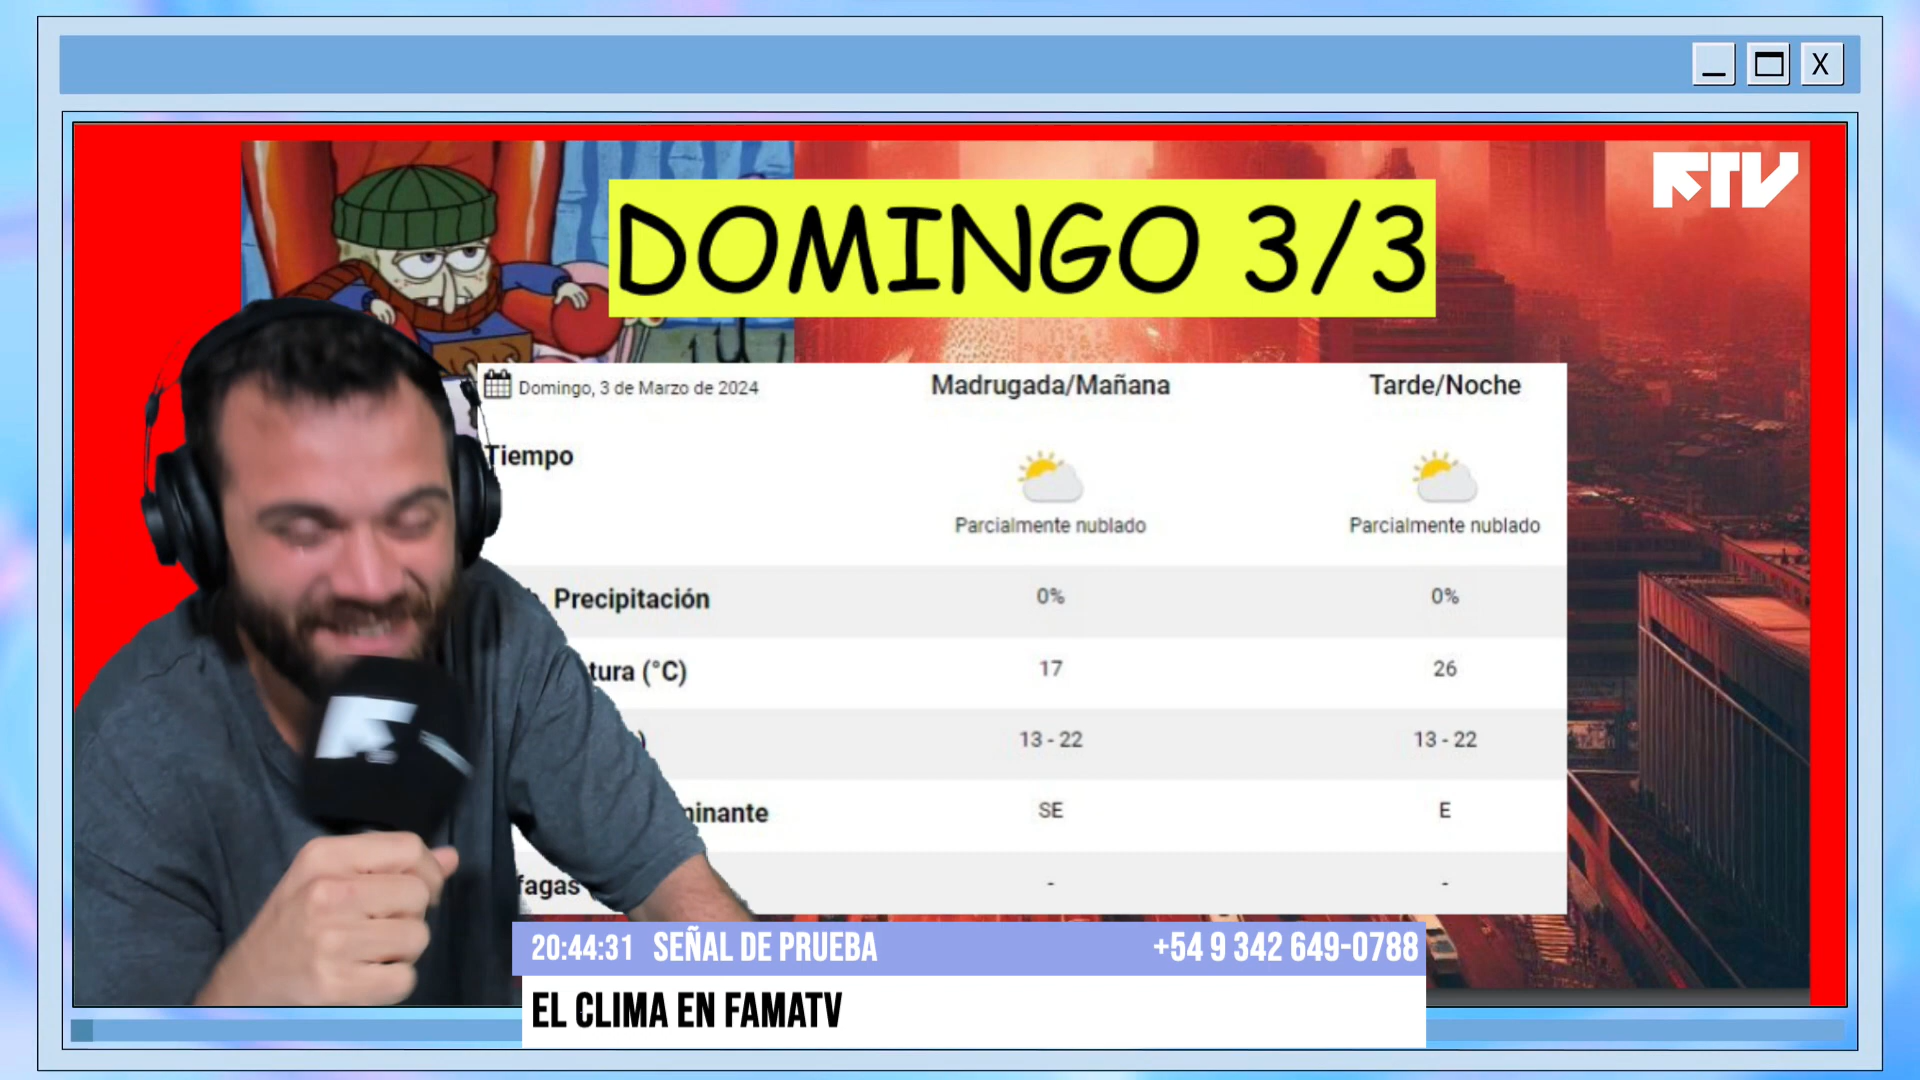 X
FTV
DOMINGO 3/3
Domingo, 3 de Marzo de 2024 Madrugada/Mañana Tarde/Noche
Tiempo
Parcialmente nublado Parcialmente nublado
Precipitación 0% 0%
tura (°C) 17 26
) 13 - 22 13 - 22
minante SE E
fagas ( - -
20:44:31 SEÑAL DE PRUEBA +54 9 342 649-0788
EL CLIMA EN FAMATV